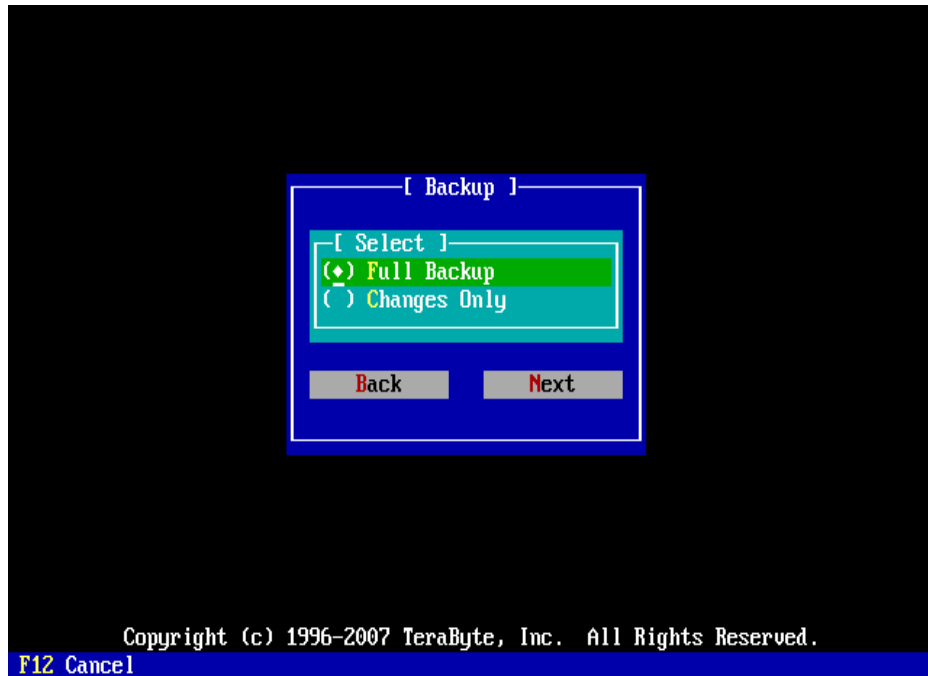 [ Backup ]
[ Select ]
(♦) Full Backup
( ) Changes Only
Back Next
Copyright (c) 1996-2007 TeraByte, Inc. All Rights Reserved.
F12 Cancel